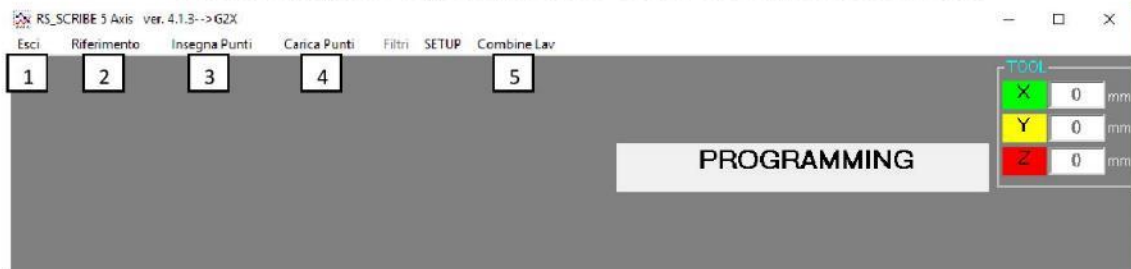 RS_SCRIBE 5 Axis ver. 4.1.3-->G2X
Esci Riferimento Insegna Punti Carica Punti Filtri SETUP Combine Lav
1 2 3 4 5
TOOL
X 0 mm
Y 0 mm
PROGRAMMING
Z 0 mm